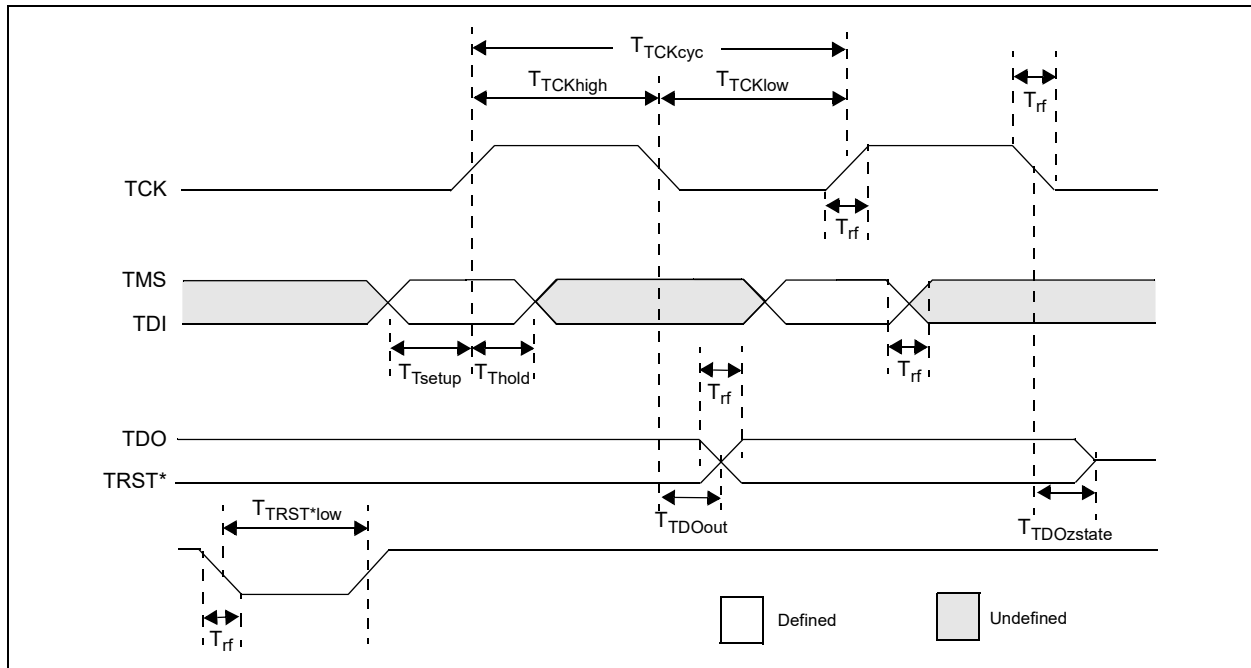 TTCKcyc
TTCKhigh
TTCKlow
Trf
TCK
Trf
TMS
TDI
TTsetup
TThold
Trf
Trf
TDO
TRST*
TTRST*low
TTDOout
TTDOzstate
Trf
Defined
Undefined